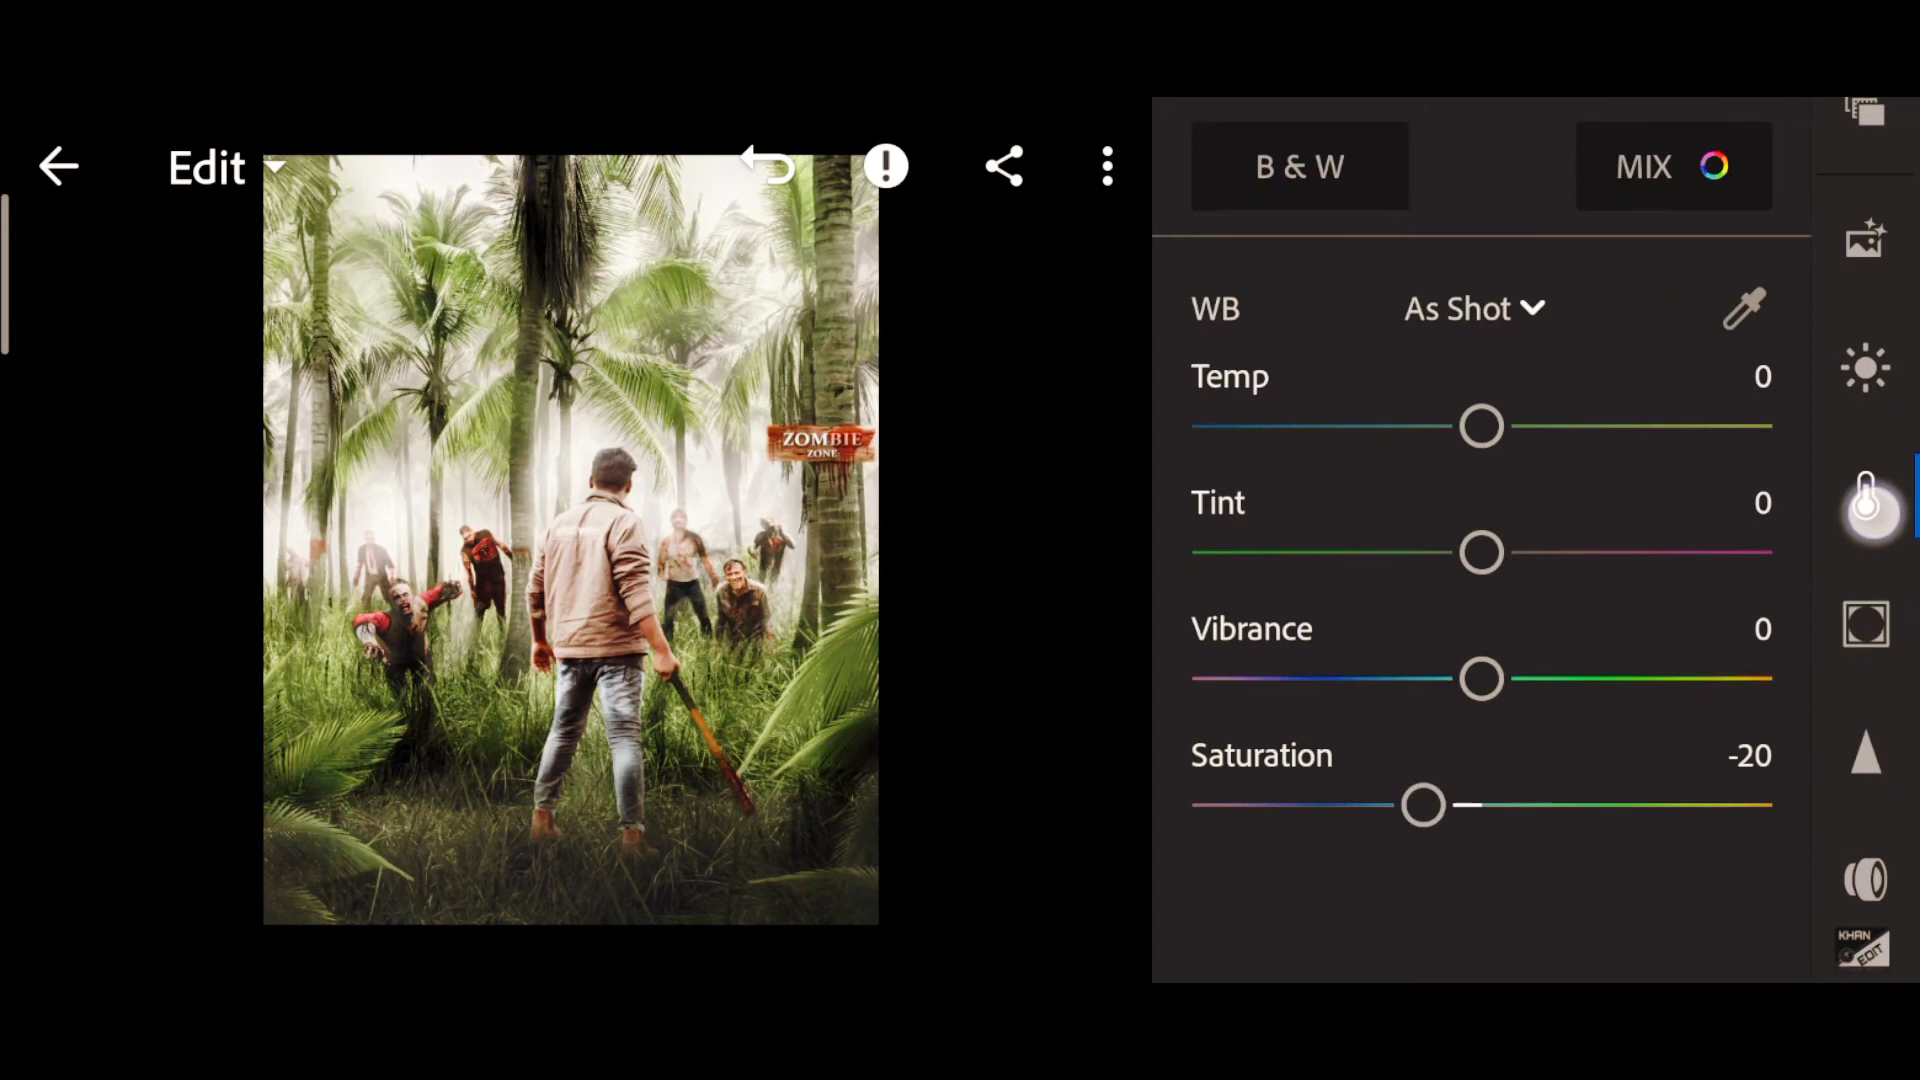 Edit
ZOMBIE
ZONE
B & W
MIX
WB
As Shot
Temp
0
Tint
0
Vibrance
0
Saturation
-20
KHAN
EDIT